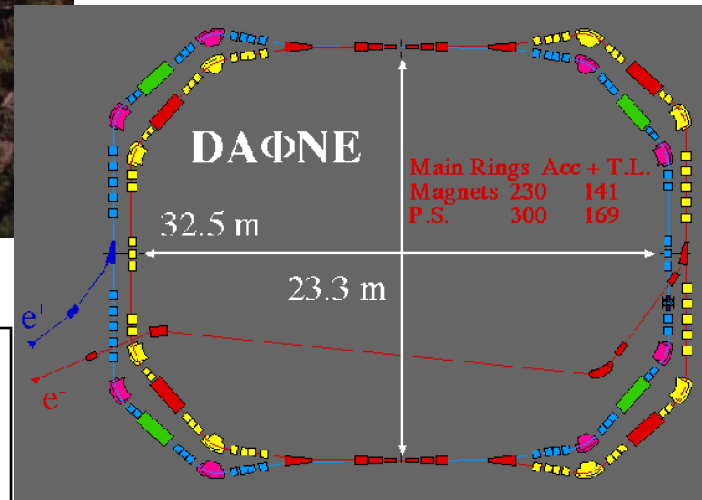 DAΦNE
Main Rings Acc + T.L.
Magnets 230 141
P.S. 300 169
32.5 m
23.3 m
e+
e-